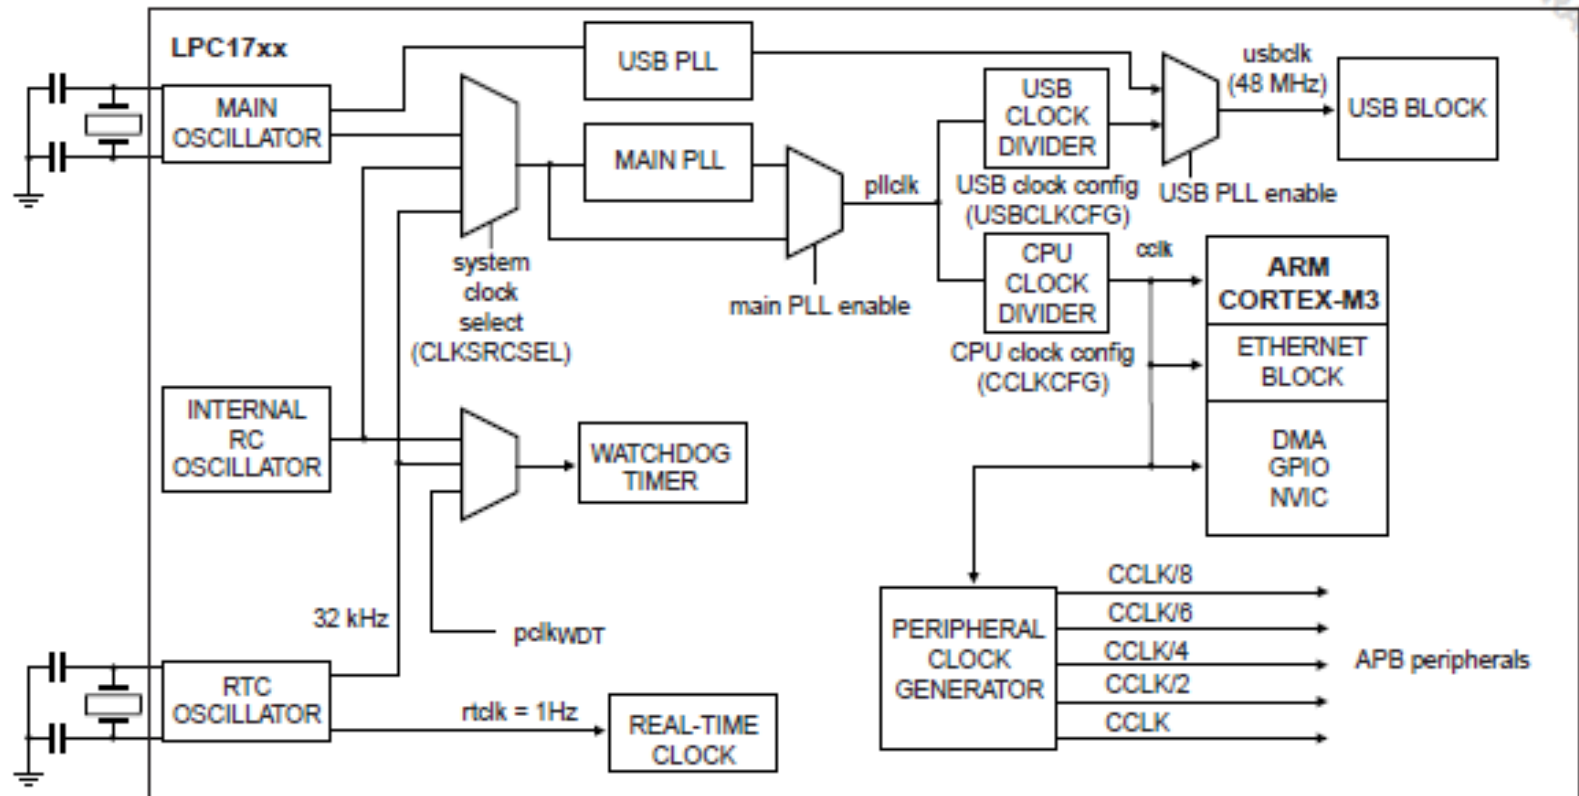 LPC17xx
MAIN
OSCILLATOR
USB PLL
MAIN PLL
system
clock
select
(CLKSRCSEL)
main PLL enable
pllclk
USB
CLOCK
DIVIDER
USB clock config
(USBCLKCFG)
usbclk
(48 MHz)
USB BLOCK
USB PLL enable
CPU
CLOCK
DIVIDER
CPU clock config
(CCLKCFG)
cclk
ARM
CORTEX-M3
ETHERNET
BLOCK
DMA
GPIO
NVIC
INTERNAL
RC
OSCILLATOR
WATCHDOG
TIMER
pclkWDT
32 kHz
RTC
OSCILLATOR
rtclk = 1Hz
REAL-TIME
CLOCK
PERIPHERAL
CLOCK
GENERATOR
CCLK/8
CCLK/6
CCLK/4
CCLK/2
CCLK
APB peripherals